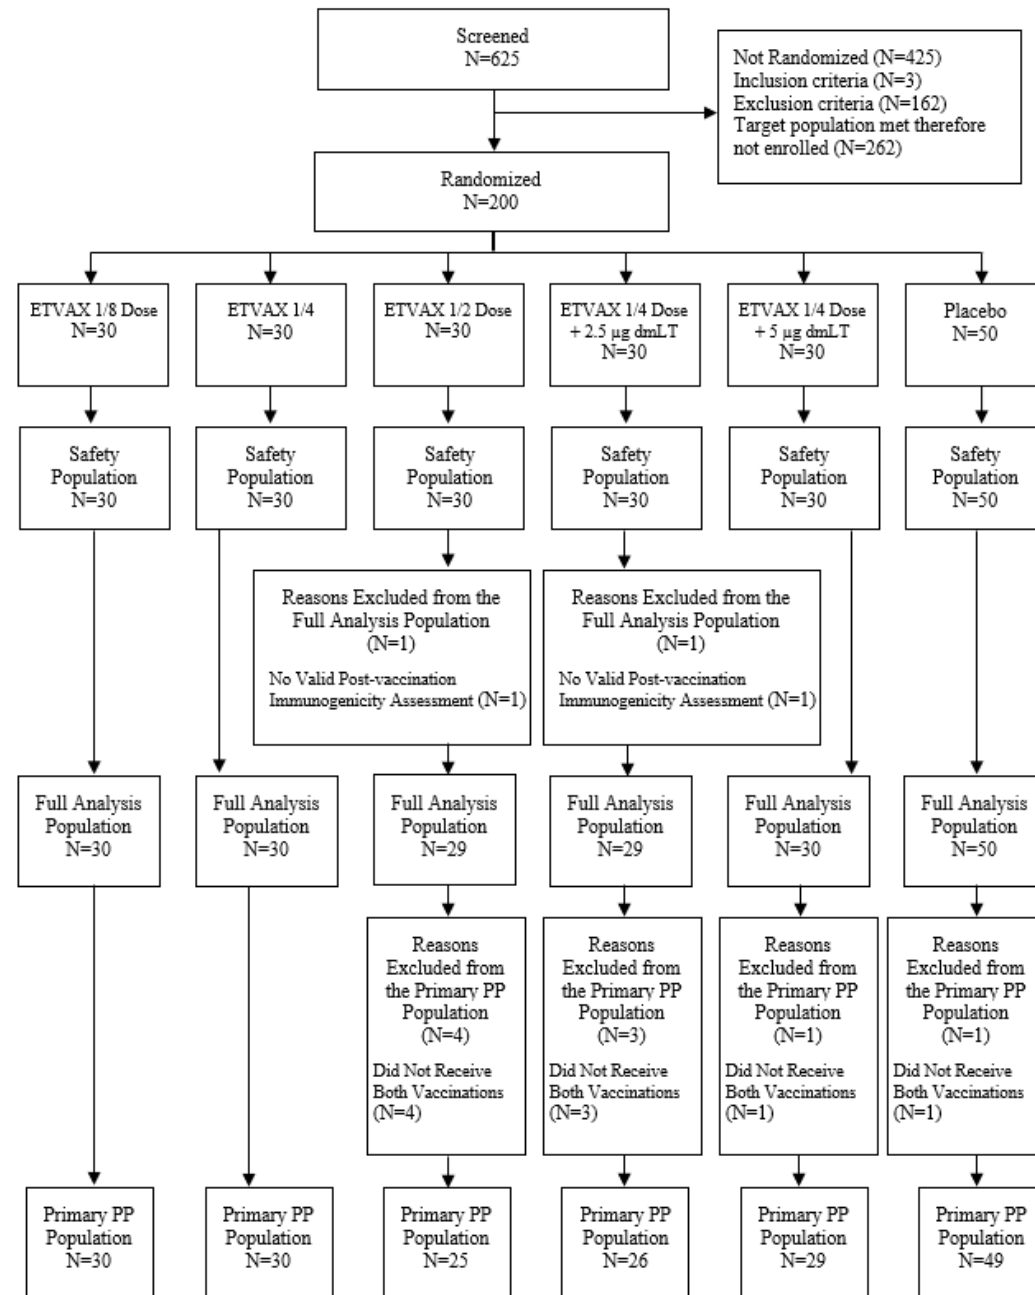 Screened
N=625
Not Randomized (N=425)
Inclusion criteria (N=3)
Exclusion criteria (N=162)
Target population met therefore
not enrolled (N=262)
Randomized
N=200
ETVAX 1/8 Dose
N=30
ETVAX 1/4
N=30
ETVAX 1/2 Dose
N=30
ETVAX 1/4 Dose
+ 2.5 µg dmLT
N=30
ETVAX 1/4 Dose
+ 5 µg dmLT
N=30
Placebo
N=50
Safety
Population
N=30
Safety
Population
N=30
Safety
Population
N=30
Safety
Population
N=30
Safety
Population
N=30
Safety
Population
N=50
Reasons Excluded from the
Full Analysis Population
(N=1)
No Valid Post-vaccination
Immunogenicity Assessment (N=1)
Reasons Excluded from the
Full Analysis Population
(N=1)
No Valid Post-vaccination
Immunogenicity Assessment (N=1)
Full Analysis
Population
N=30
Full Analysis
Population
N=30
Full Analysis
Population
N=29
Full Analysis
Population
N=29
Full Analysis
Population
N=30
Full Analysis
Population
N=50
Reasons
Excluded from
the Primary PP
Population
(N=4)
Did Not Receive
Both Vaccinations
(N=4)
Reasons
Excluded from
the Primary PP
Population
(N=3)
Did Not Receive
Both Vaccinations
(N=3)
Reasons
Excluded from
the Primary PP
Population
(N=1)
Did Not Receive
Both Vaccinations
(N=1)
Reasons
Excluded from
the Primary PP
Population
(N=1)
Did Not Receive
Both Vaccinations
(N=1)
Primary PP
Population
N=30
Primary PP
Population
N=30
Primary PP
Population
N=25
Primary PP
Population
N=26
Primary PP
Population
N=29
Primary PP
Population
N=49